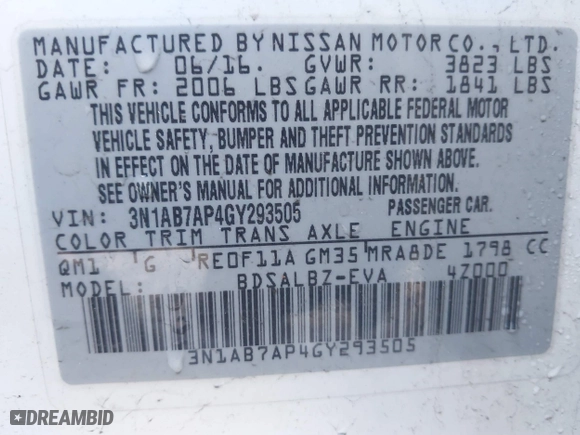 MANUFACTURED BY NISSAN MOTOR CO., LTD.
DATE: 06/16. GVWR: 3823 LBS
GAWR FR: 2006 LBS GAWR RR: 1841 LBS
THIS VEHICLE CONFORMS TO ALL APPLICABLE FEDERAL MOTOR
VEHICLE SAFETY, BUMPER AND THEFT PREVENTION STANDARDS
IN EFFECT ON THE DATE OF MANUFACTURE SHOWN ABOVE.
SEE OWNER'S MANUAL FOR ADDITIONAL INFORMATION.
VIN: 3N1AB7AP4GY293505 PASSENGER CAR.
COLOR TRIM TRANS AXLE ENGINE
QM1 G RE0F11A GM35 MRA8DE 1798 CC
MODEL: BDSALBZ-EVA 4Z000
3N1AB7AP4GY293505
DREAMBID